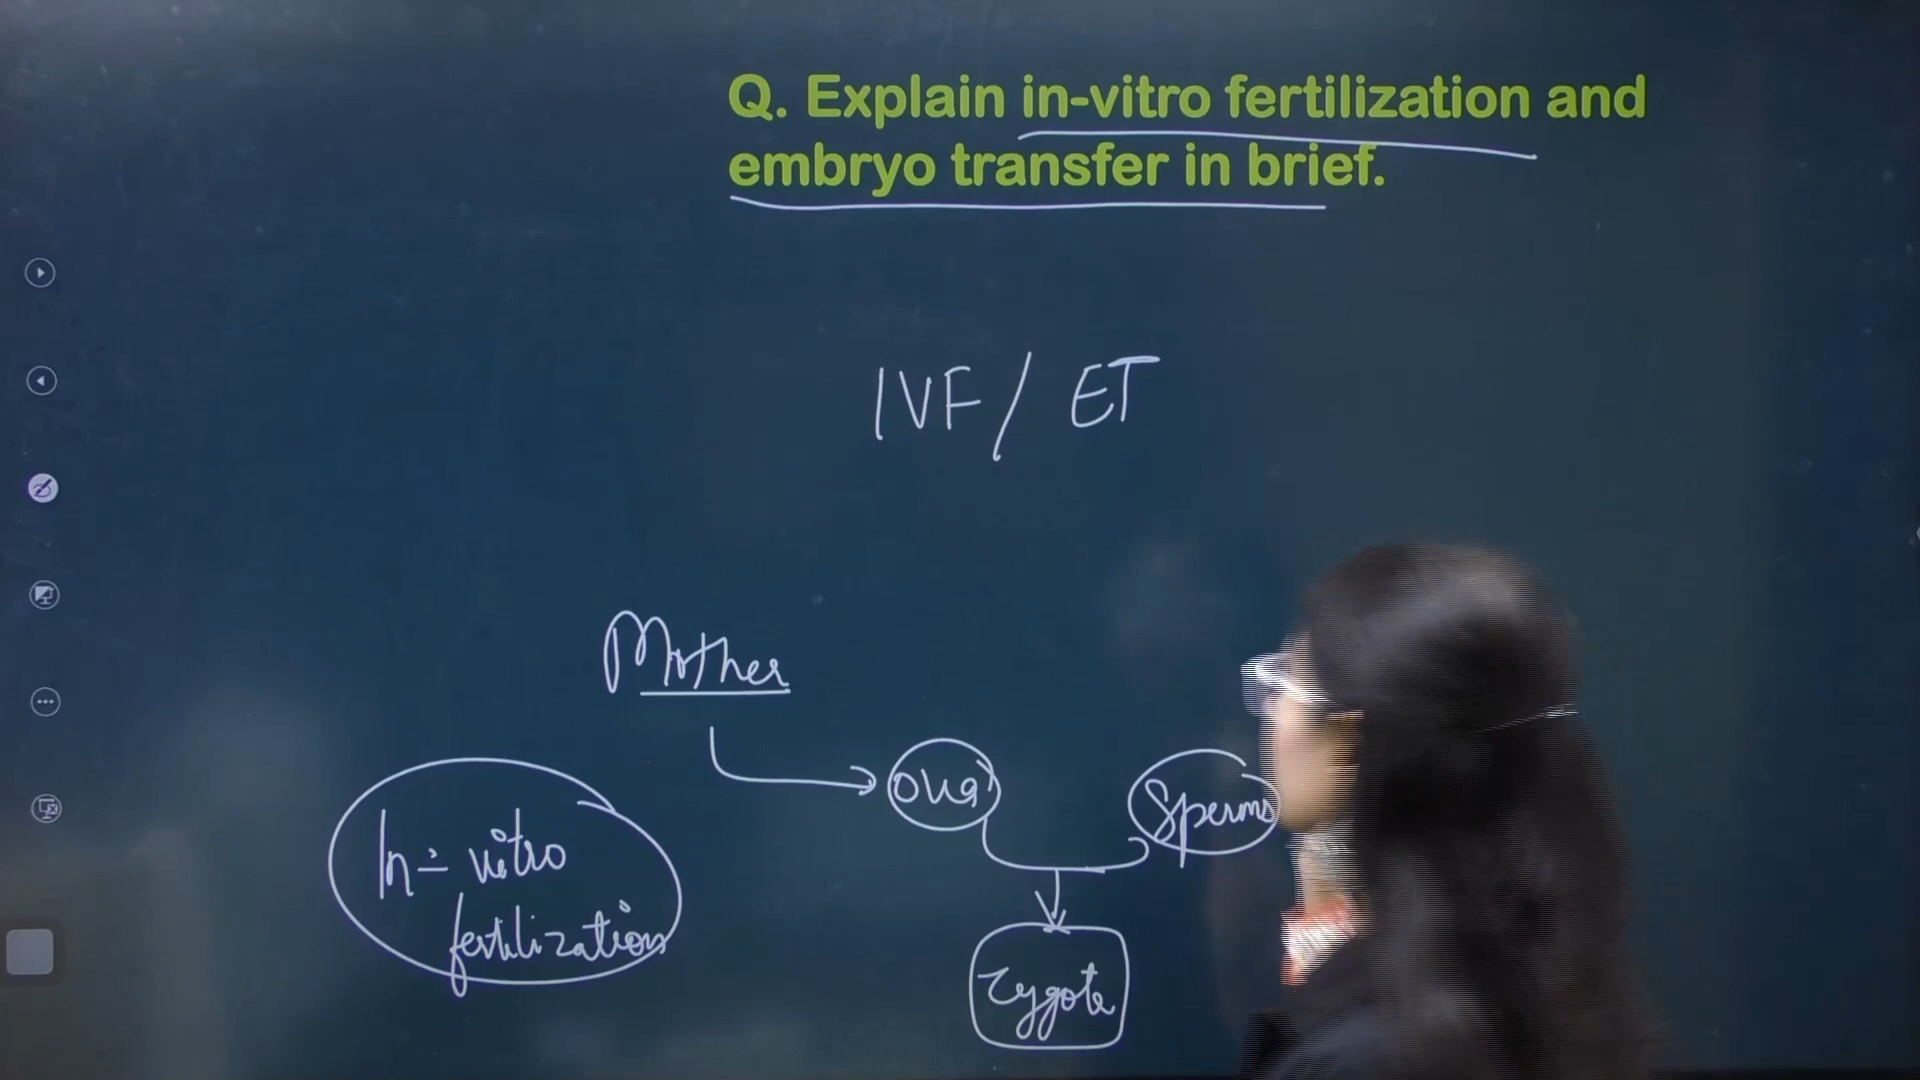 Q. Explain in-vitro fertilization and
embryo transfer in brief.
IVF / ET
Mother
Ova
Sperms
In-vitro
fertilization
Zygote